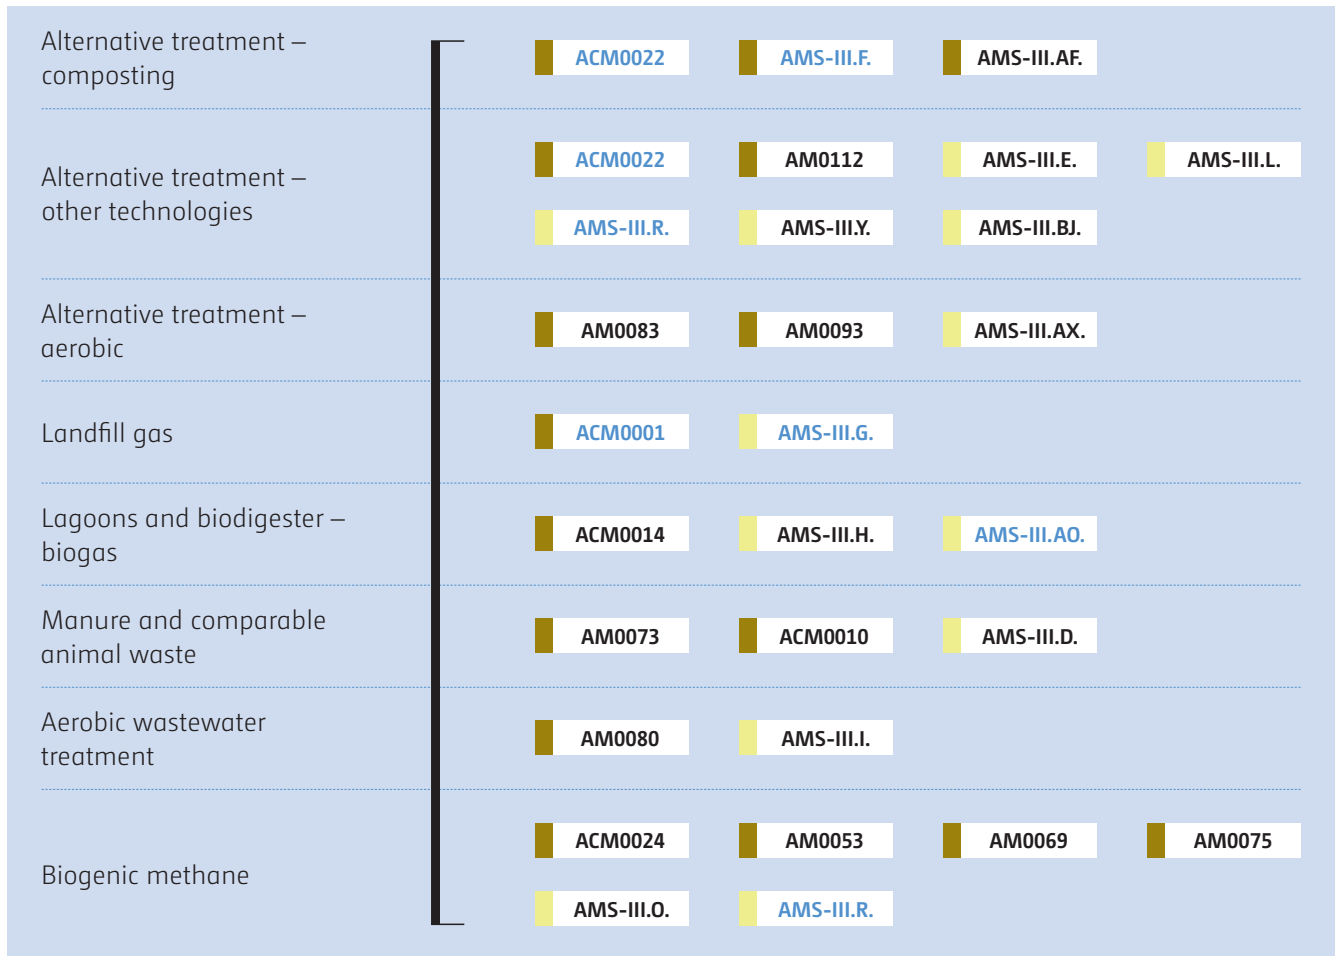 Alternative treatment –
composting
ACM0022 AMS-III.F. AMS-III.AF.
Alternative treatment –
other technologies
ACM0022 AM0112 AMS-III.E. AMS-III.L.
AMS-III.R. AMS-III.Y. AMS-III.BJ.
Alternative treatment –
aerobic
AM0083 AM0093 AMS-III.AX.
Landfill gas
ACM0001 AMS-III.G.
Lagoons and biodigester –
biogas
ACM0014 AMS-III.H. AMS-III.AO.
Manure and comparable
animal waste
AM0073 ACM0010 AMS-III.D.
Aerobic wastewater
treatment
AM0080 AMS-III.I.
Biogenic methane
ACM0024 AM0053 AM0069 AM0075
AMS-III.O. AMS-III.R.